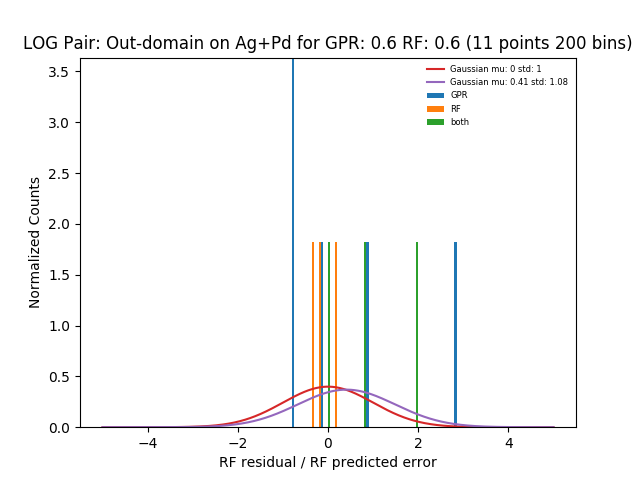 LOG Pair: Out-domain on Ag+Pd for GPR: 0.6 RF: 0.6 (11 points 200 bins)
3.5
3.0
2.5
2.0
1.5
1.0
0.5
0.0
Normalized Counts
Gaussian mu: 0 std: 1
Gaussian mu: 0.41 std: 1.08
GPR
RF
both
−4
−2
0
2
4
RF residual / RF predicted error